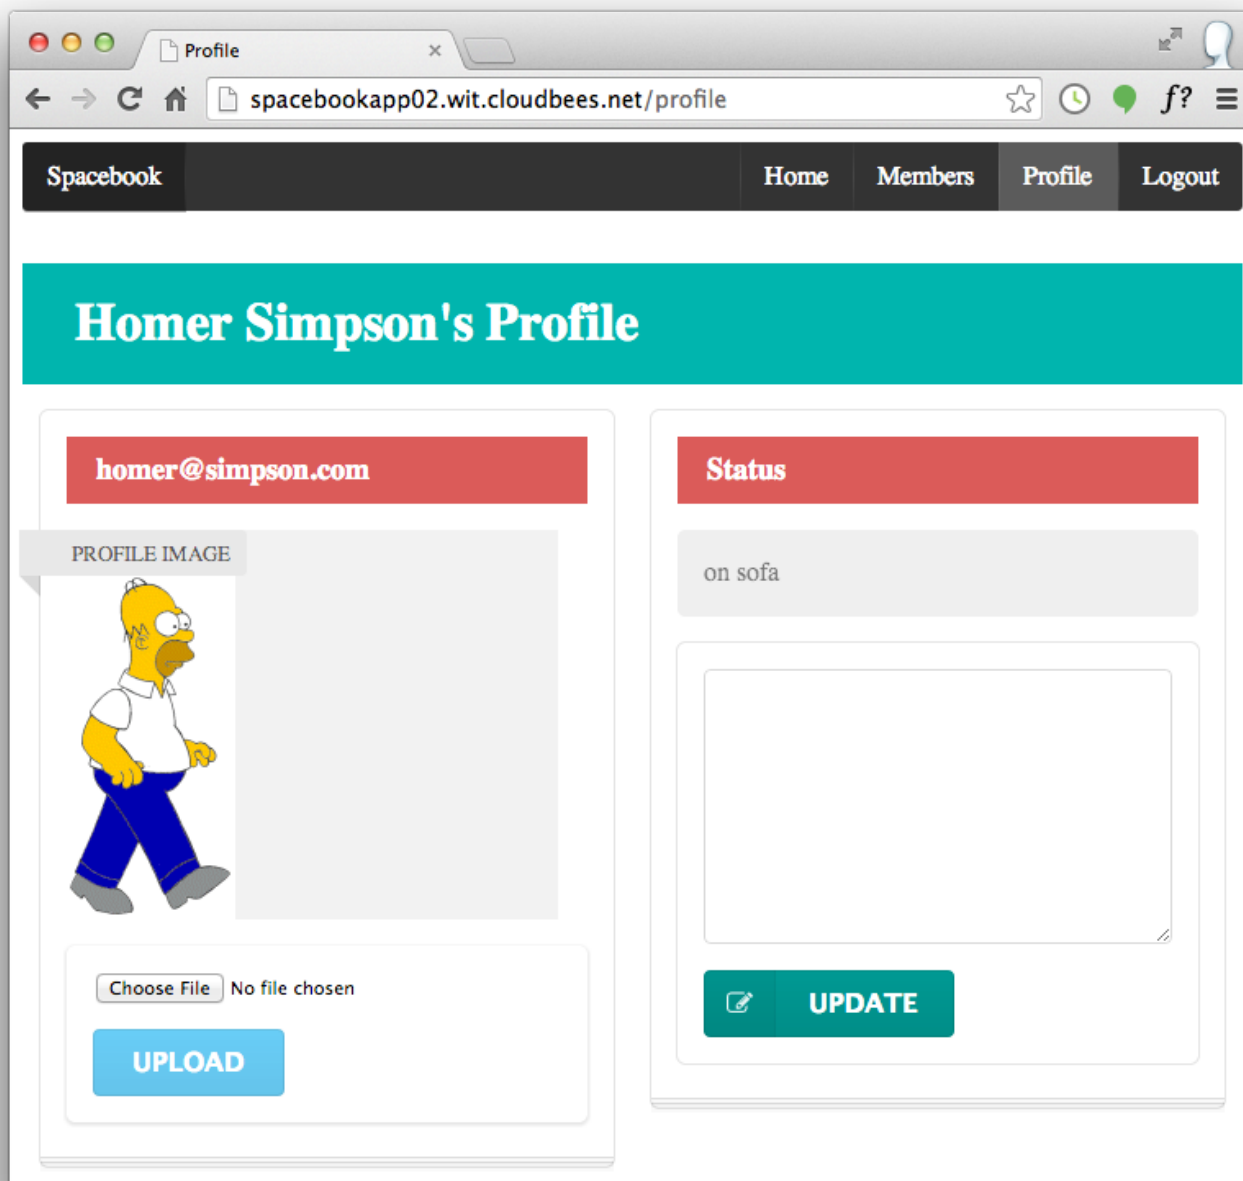 Profile
spacebookapp02.wit.cloudbees.net/profile
f?
Spacebook Home Members Profile Logout
Homer Simpson's Profile
homer@simpson.com
PROFILE IMAGE
Choose File No file chosen
UPLOAD
Status
on sofa
UPDATE